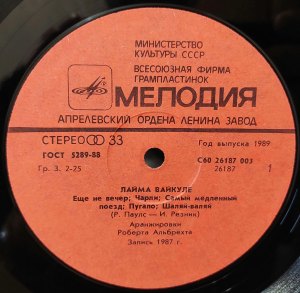 МИНИСТЕРСТВО
КУЛЬТУРЫ СССР
ВСЕСОЮЗНАЯ ФИРМА
ГРАМПЛАСТИНОК
МЕЛОДИЯ
АПРЕЛЕВСКИЙ ОРДЕНА ЛЕНИНА ЗАВОД
СТЕРЕО 33
Год выпуска 1989
ГОСТ 5289-88
С60 26187 003
Гр. 3. 2-25
26187
1
ЛАЙМА ВАЙКУЛЕ
Еще не вечер; Чарли; Самый медленный
поезд; Пугало; Шаляй-валяй
(Р. Паулс — И. Резник)
Аранжировки
Роберта Альбрехта
Запись 1987 г.